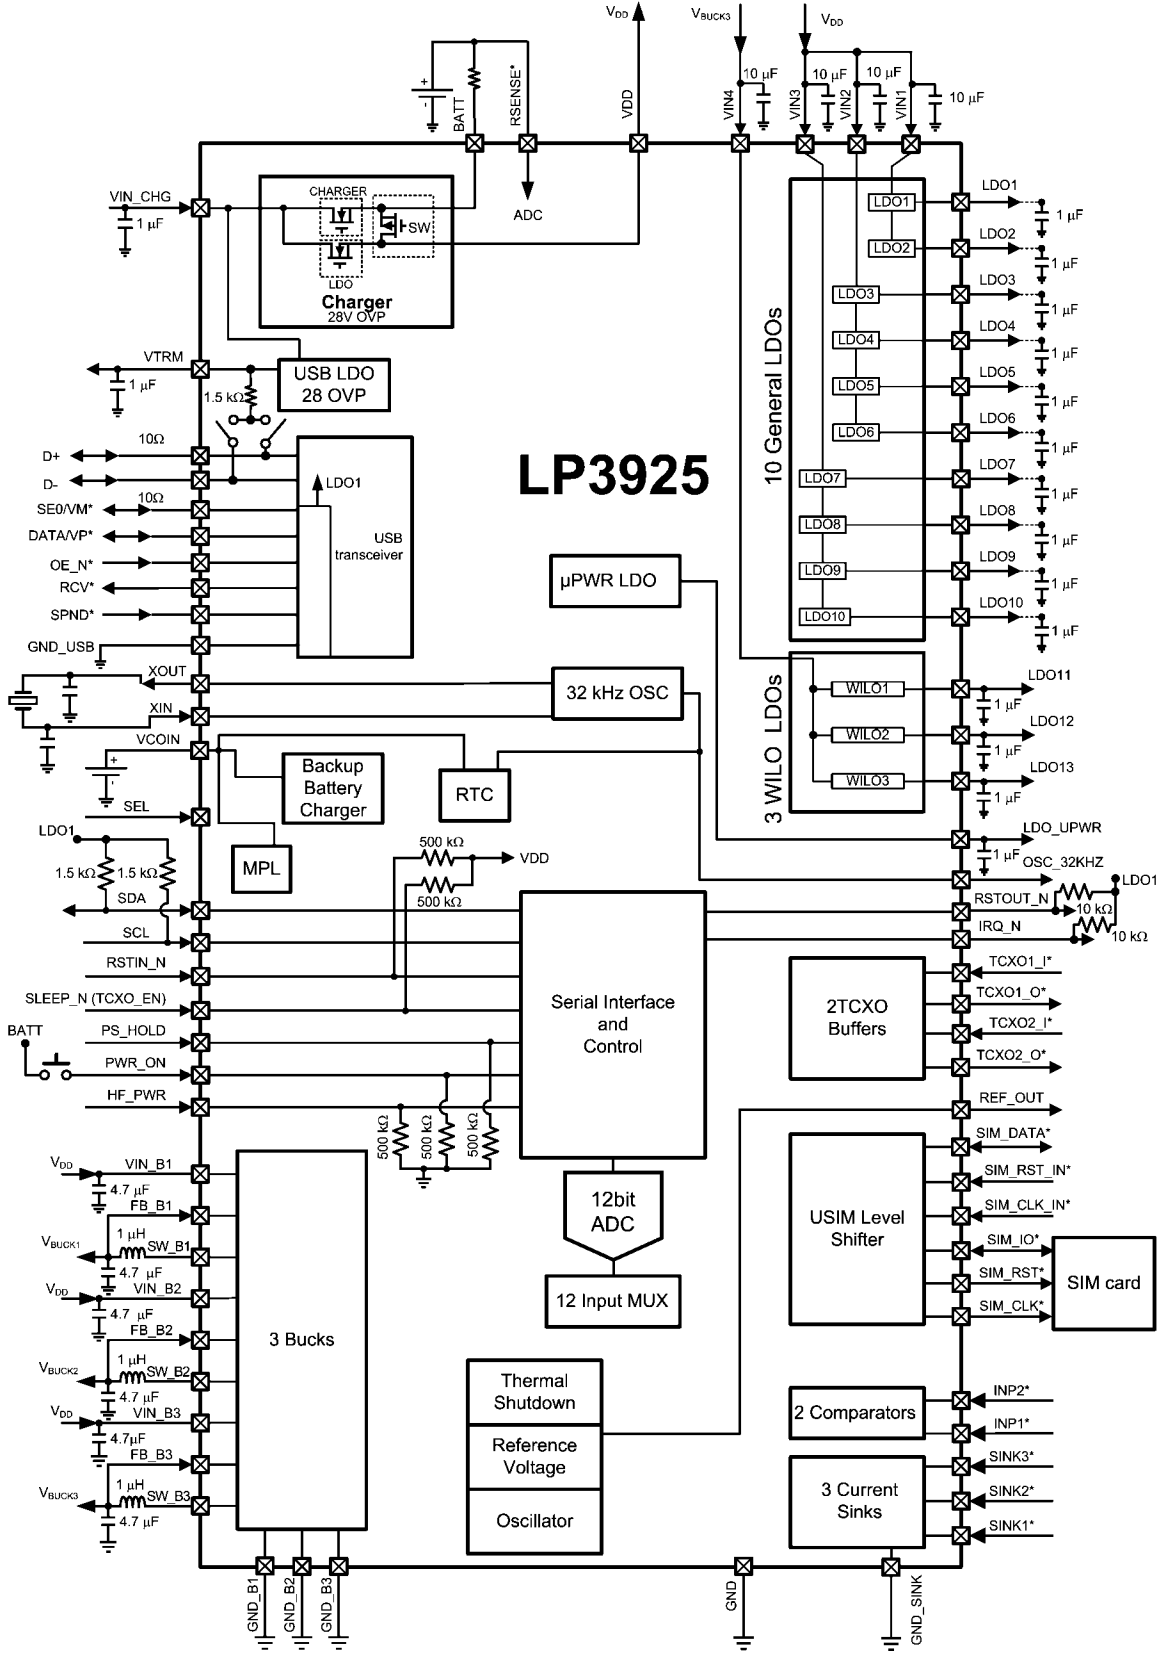 V_DD
V_BUCK3
V_DD
10 µF
10 µF
10 µF
10 µF
BATT
RSENSE*
VDD
VIN4
VIN3
VIN2
VIN1
VIN_CHG
1 µF
ADC
CHARGER
SW
LDO
Charger
28V OVP
VTRM
1 µF
1.5 kΩ
USB LDO
28 OVP
D+
10Ω
D-
SE0/VM*
10Ω
DATA/VP*
OE_N*
RCV*
SPND*
GND_USB
LDO1
USB
transceiver
LP3925
10 General LDOs
LDO1
LDO2
LDO3
LDO4
LDO5
LDO6
LDO7
LDO8
LDO9
LDO10
LDO1
1 µF
LDO2
1 µF
LDO3
1 µF
LDO4
1 µF
LDO5
1 µF
LDO6
1 µF
LDO7
1 µF
LDO8
1 µF
LDO9
1 µF
LDO10
1 µF
µPWR LDO
XOUT
XIN
32 kHz OSC
3 WILO LDOs
WILO1
WILO2
WILO3
LDO11
1 µF
LDO12
1 µF
LDO13
1 µF
VCOIN
+
-
Backup
Battery
Charger
RTC
SEL
MPL
LDO1
1.5 kΩ
1.5 kΩ
500 kΩ
500 kΩ
VDD
LDO_UPWR
1 µF
OSC_32KHZ
LDO1
RSTOUT_N
10 kΩ
IRQ_N
10 kΩ
SDA
SCL
RSTIN_N
SLEEP_N (TCXO_EN)
PS_HOLD
BATT
PWR_ON
HF_PWR
Serial Interface
and
Control
500 kΩ
500 kΩ
500 kΩ
2TCXO
Buffers
TCXO1_I*
TCXO1_O*
TCXO2_I*
TCXO2_O*
REF_OUT
V_DD
VIN_B1
4.7 µF
FB_B1
1 µH
V_BUCK1
SW_B1
4.7 µF
V_DD
VIN_B2
4.7 µF
FB_B2
1 µH
V_BUCK2
SW_B2
4.7 µF
V_DD
VIN_B3
4.7µF
FB_B3
1 µH
V_BUCK3
SW_B3
4.7 µF
3 Bucks
12bit
ADC
12 Input MUX
USIM Level
Shifter
SIM_DATA*
SIM_RST_IN*
SIM_CLK_IN*
SIM_IO*
SIM_RST*
SIM_CLK*
SIM card
Thermal
Shutdown
Reference
Voltage
Oscillator
2 Comparators
INP2*
INP1*
3 Current
Sinks
SINK3*
SINK2*
SINK1*
GND_B1
GND_B2
GND_B3
GND
GND_SINK